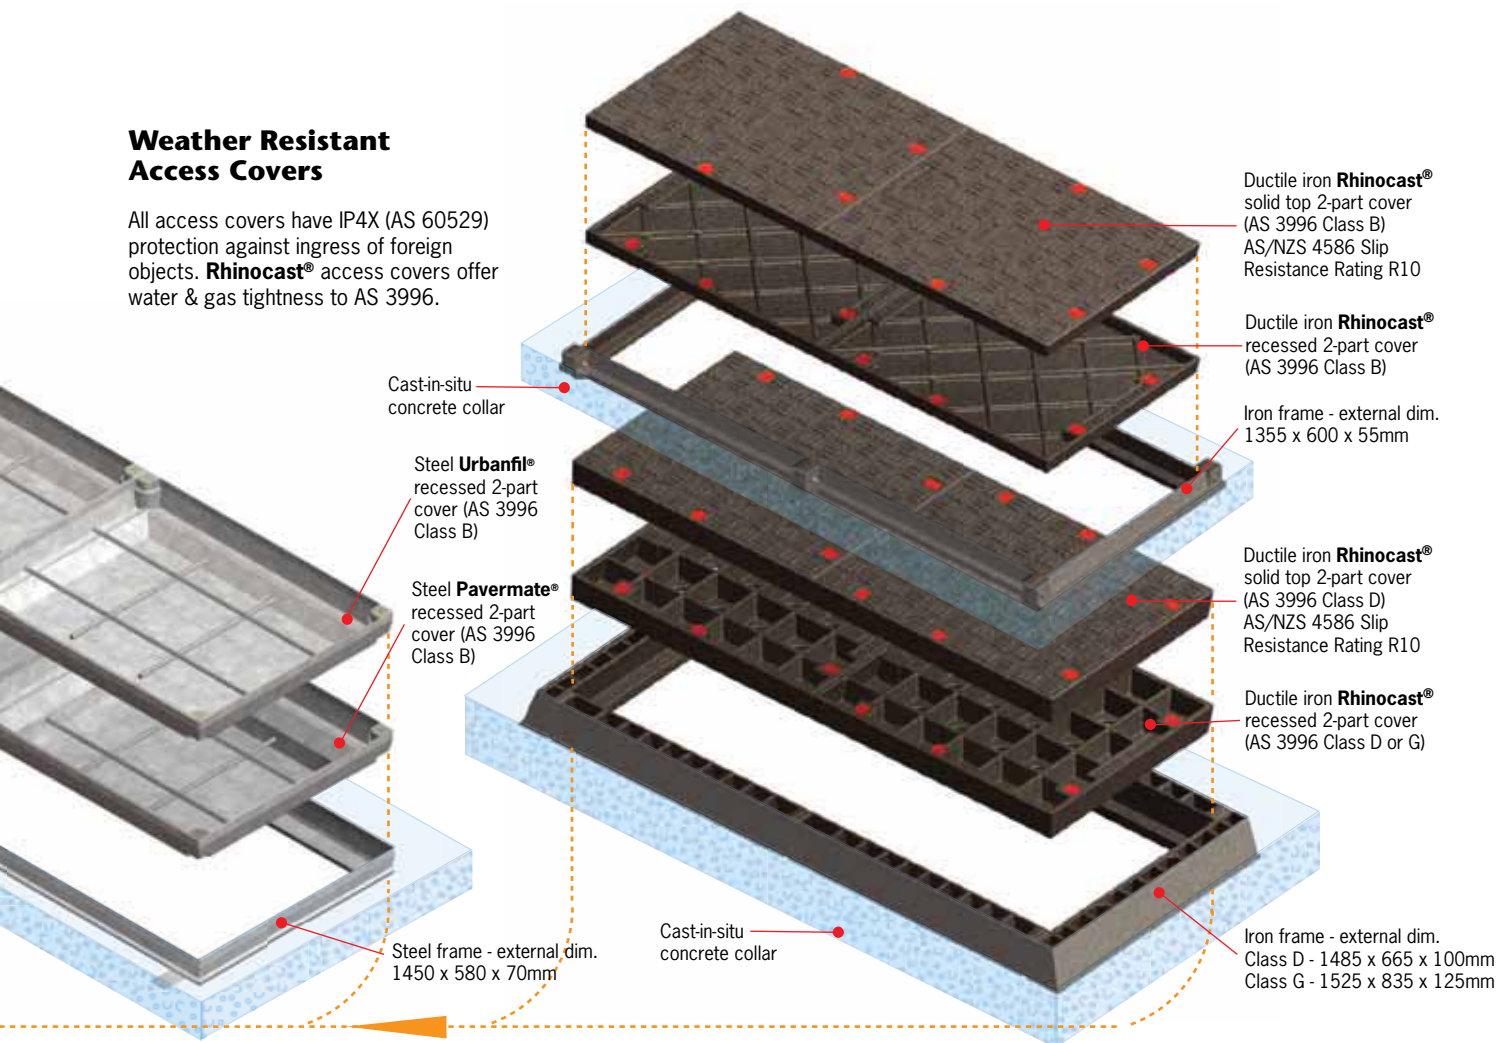 Weather Resistant
Access Covers
All access covers have IP4X (AS 60529)
protection against ingress of foreign
objects. Rhinocast® access covers offer
water & gas tightness to AS 3996.
Cast-in-situ
concrete collar
Steel Urbanfil®
recessed 2-part
cover (AS 3996
Class B)
Steel Pavermate®
recessed 2-part
cover (AS 3996
Class B)
Steel frame - external dim.
1450 x 580 x 70mm
Ductile iron Rhinocast®
solid top 2-part cover
(AS 3996 Class B)
AS/NZS 4586 Slip
Resistance Rating R10
Ductile iron Rhinocast®
recessed 2-part cover
(AS 3996 Class B)
Iron frame - external dim.
1355 x 600 x 55mm
Ductile iron Rhinocast®
solid top 2-part cover
(AS 3996 Class D)
AS/NZS 4586 Slip
Resistance Rating R10
Ductile iron Rhinocast®
recessed 2-part cover
(AS 3996 Class D or G)
Cast-in-situ
concrete collar
Iron frame - external dim.
Class D - 1485 x 665 x 100mm
Class G - 1525 x 835 x 125mm